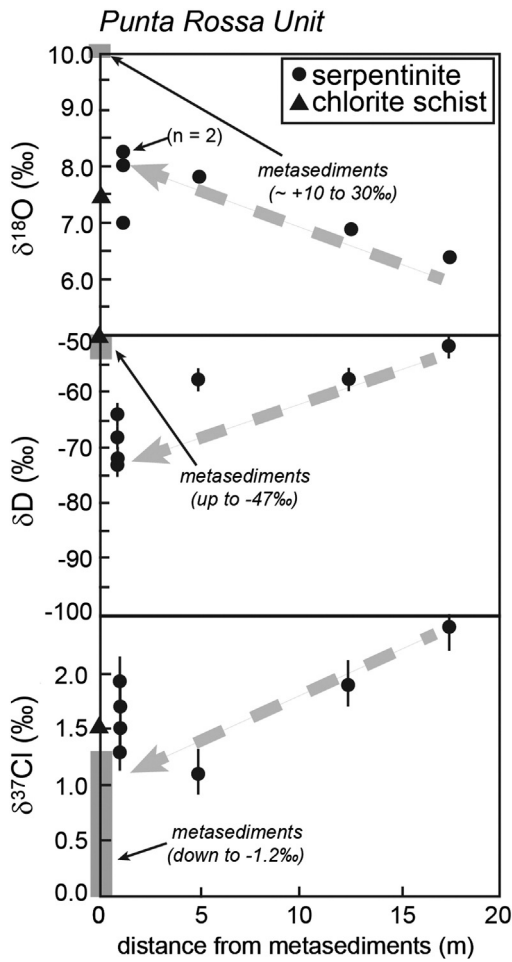 Punta Rossa Unit
10.0
9.0
8.0
7.0
6.0
δ18O (‰)
serpentinite
chlorite schist
(n = 2)
metasediments
(~ +10 to 30‰)
-50
-60
-70
-80
-90
-100
δD (‰)
metasediments
(up to -47‰)
2.0
1.5
1.0
0.5
0.0
δ37Cl (‰)
metasediments
(down to -1.2‰)
0 5 10 15 20
distance from metasediments (m)